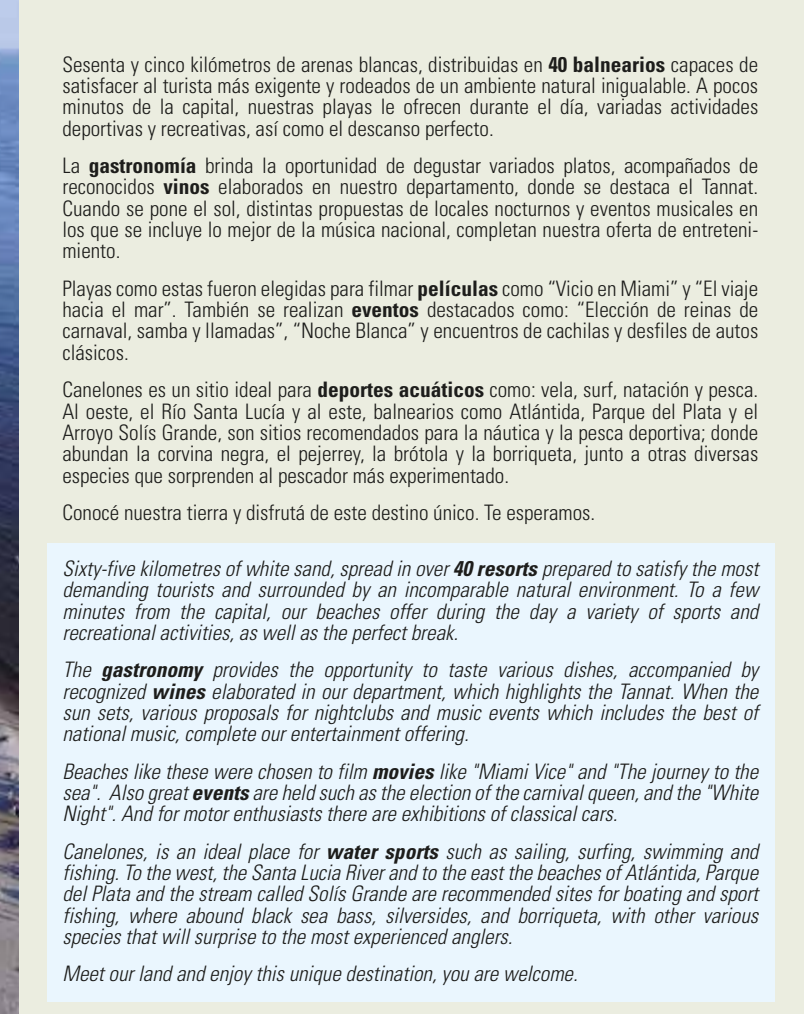 Sesenta y cinco kilómetros de arenas blancas, distribuidas en 40 balnearios capaces de
satisfacer al turista más exigente y rodeados de un ambiente natural inigualable. A pocos
minutos de la capital, nuestras playas le ofrecen durante el día, variadas actividades
deportivas y recreativas, así como el descanso perfecto.
La gastronomía brinda la oportunidad de degustar variados platos, acompañados de
reconocidos vinos elaborados en nuestro departamento, donde se destaca el Tannat.
Cuando se pone el sol, distintas propuestas de locales nocturnos y eventos musicales en
los que se incluye lo mejor de la música nacional, completan nuestra oferta de entreteni-
miento.
Playas como estas fueron elegidas para filmar películas como “Vicio en Miami” y “El viaje
hacia el mar”. También se realizan eventos destacados como: “Elección de reinas de
carnaval, samba y llamadas”, “Noche Blanca” y encuentros de cachilas y desfiles de autos
clásicos.
Canelones es un sitio ideal para deportes acuáticos como: vela, surf, natación y pesca.
Al oeste, el Río Santa Lucía y al este, balnearios como Atlántida, Parque del Plata y el
Arroyo Solís Grande, son sitios recomendados para la náutica y la pesca deportiva; donde
abundan la corvina negra, el pejerrey, la brótola y la borriqueta, junto a otras diversas
especies que sorprenden al pescador más experimentado.
Conocé nuestra tierra y disfrutá de este destino único. Te esperamos.
Sixty-five kilometres of white sand, spread in over 40 resorts prepared to satisfy the most
demanding tourists and surrounded by an incomparable natural environment. To a few
minutes from the capital, our beaches offer during the day a variety of sports and
recreational activities, as well as the perfect break.
The gastronomy provides the opportunity to taste various dishes, accompanied by
recognized wines elaborated in our department, which highlights the Tannat. When the
sun sets, various proposals for nightclubs and music events which includes the best of
national music, complete our entertainment offering.
Beaches like these were chosen to film movies like "Miami Vice" and "The journey to the
sea". Also great events are held such as the election of the carnival queen, and the "White
Night". And for motor enthusiasts there are exhibitions of classical cars.
Canelones, is an ideal place for water sports such as sailing, surfing, swimming and
fishing. To the west, the Santa Lucia River and to the east the beaches of Atlántida, Parque
del Plata and the stream called Solís Grande are recommended sites for boating and sport
fishing, where abound black sea bass, silversides, and borriqueta, with other various
species that will surprise to the most experienced anglers.
Meet our land and enjoy this unique destination, you are welcome.